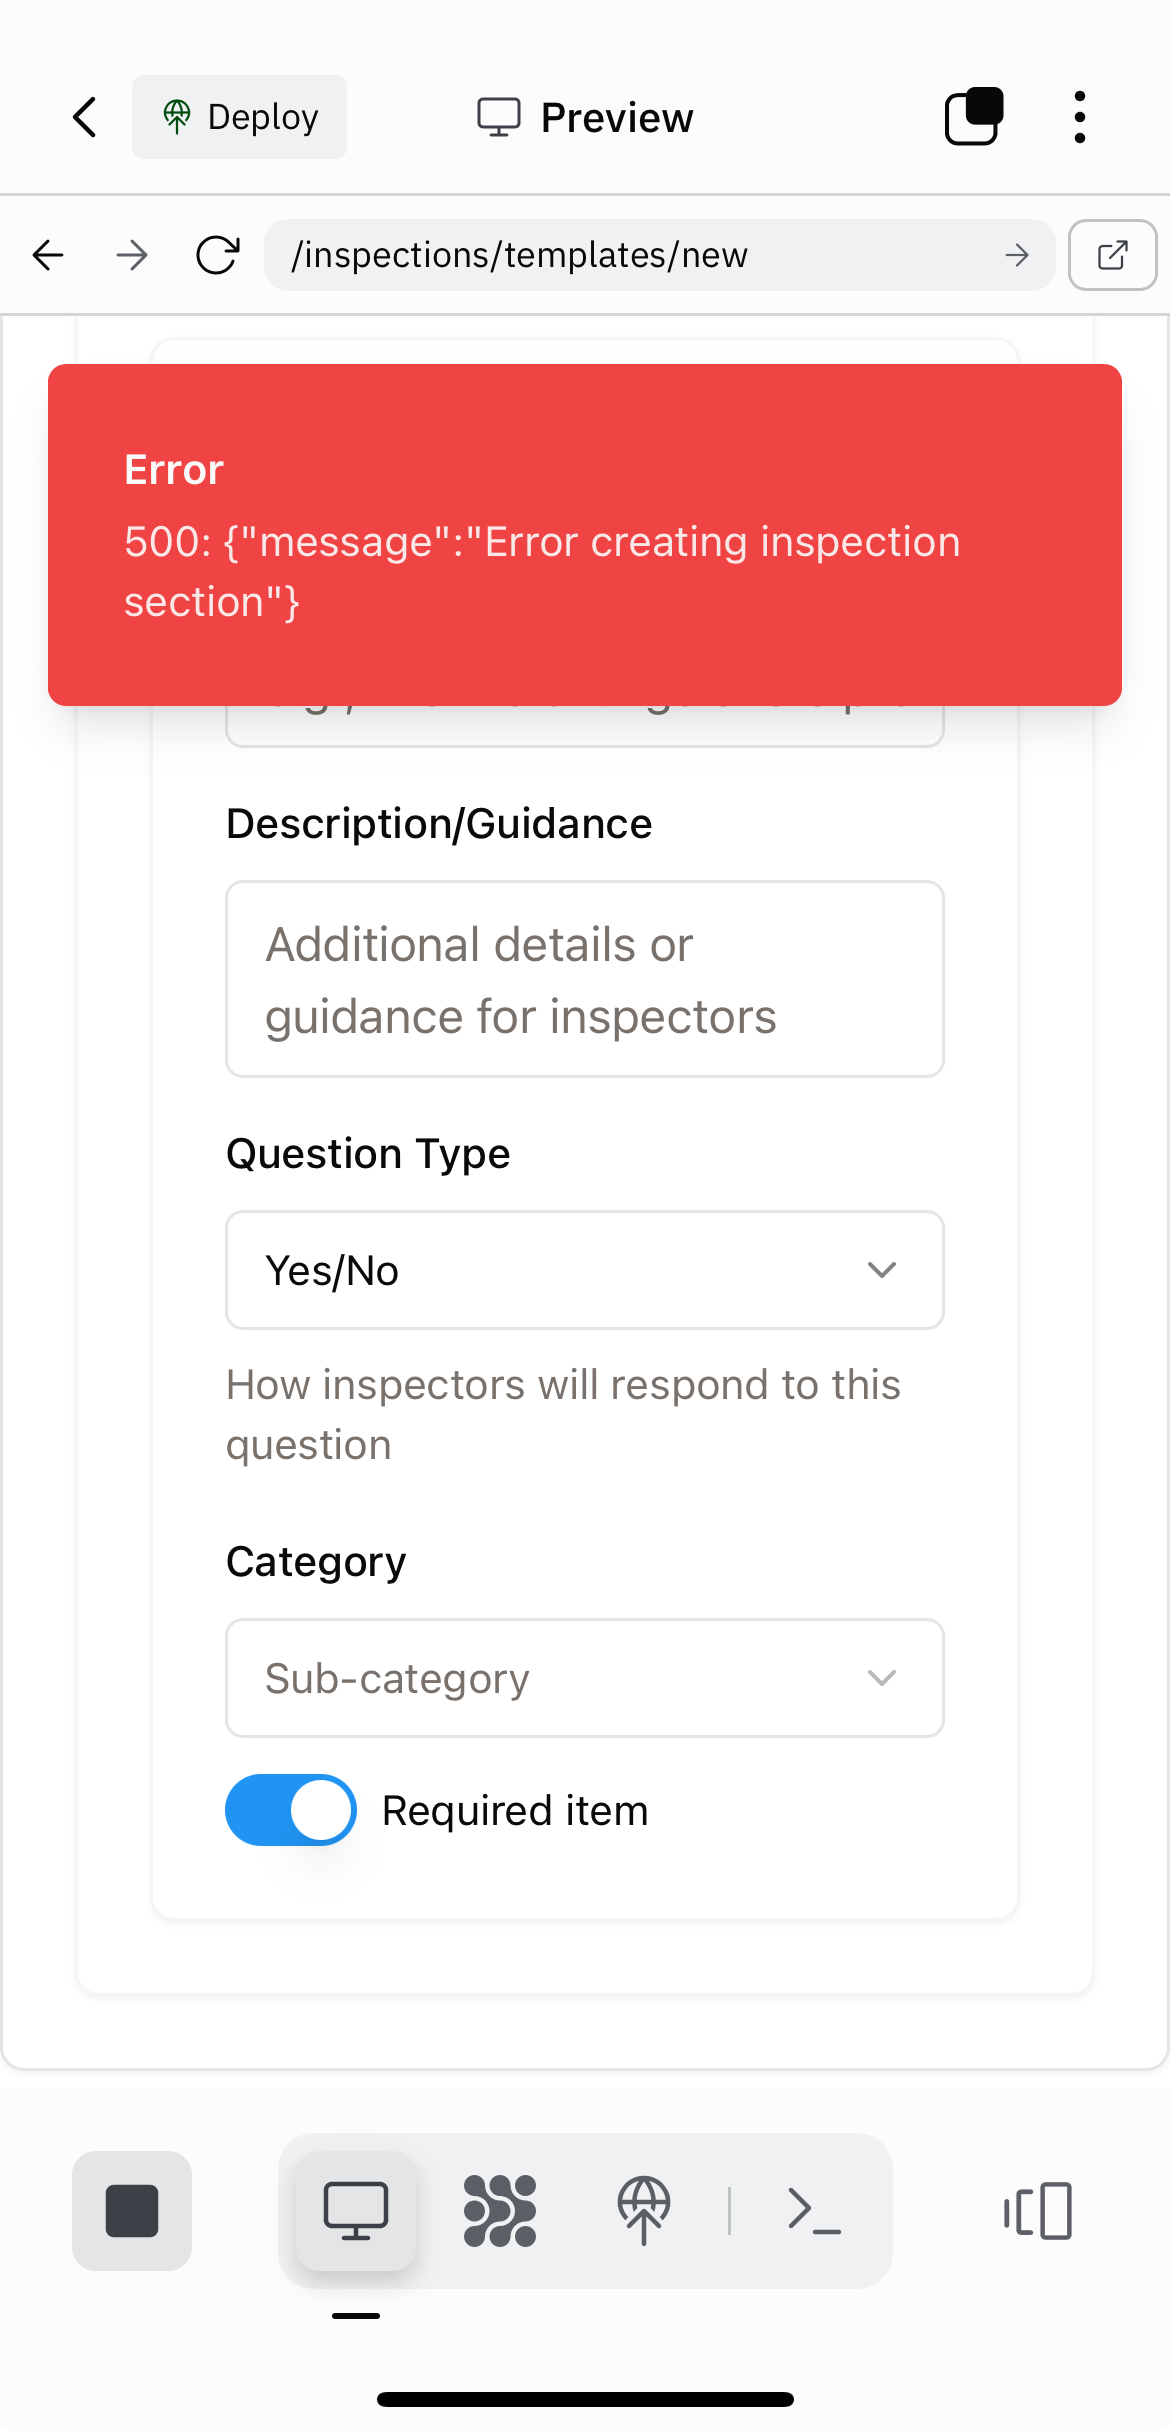 Deploy
Preview
/inspections/templates/new
Error
500: {"message":"Error creating inspection
section"}
Description/Guidance
Additional details or
guidance for inspectors
Question Type
Yes/No
How inspectors will respond to this
question
Category
Sub-category
Required item